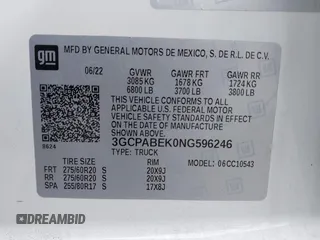 gm MFD BY GENERAL MOTORS DE MEXICO, S. DE R.L. DE C.V.
06/22 GVWR GAWR FRT GAWR RR
3085 KG 1678 KG 1724 KG
6800 LB 3700 LB 3800 LB
THIS VEHICLE CONFORMS TO ALL
APPLICABLE U.S. FEDERAL MOTOR
VEHICLE SAFETY AND THEFT
PREVENTION STANDARDS IN EFFECT ON
THE DATE OF MANUFACTURE SHOWN
ABOVE.
3GCPABEK0NG596246
TYPE: TRUCK
TIRE SIZE RIM 06CC10543
FRT 275/60R20 S 20X9J
RR 275/60R20 S 20X9J
SPA 255/80R17 S 17X8J
DREAMBID